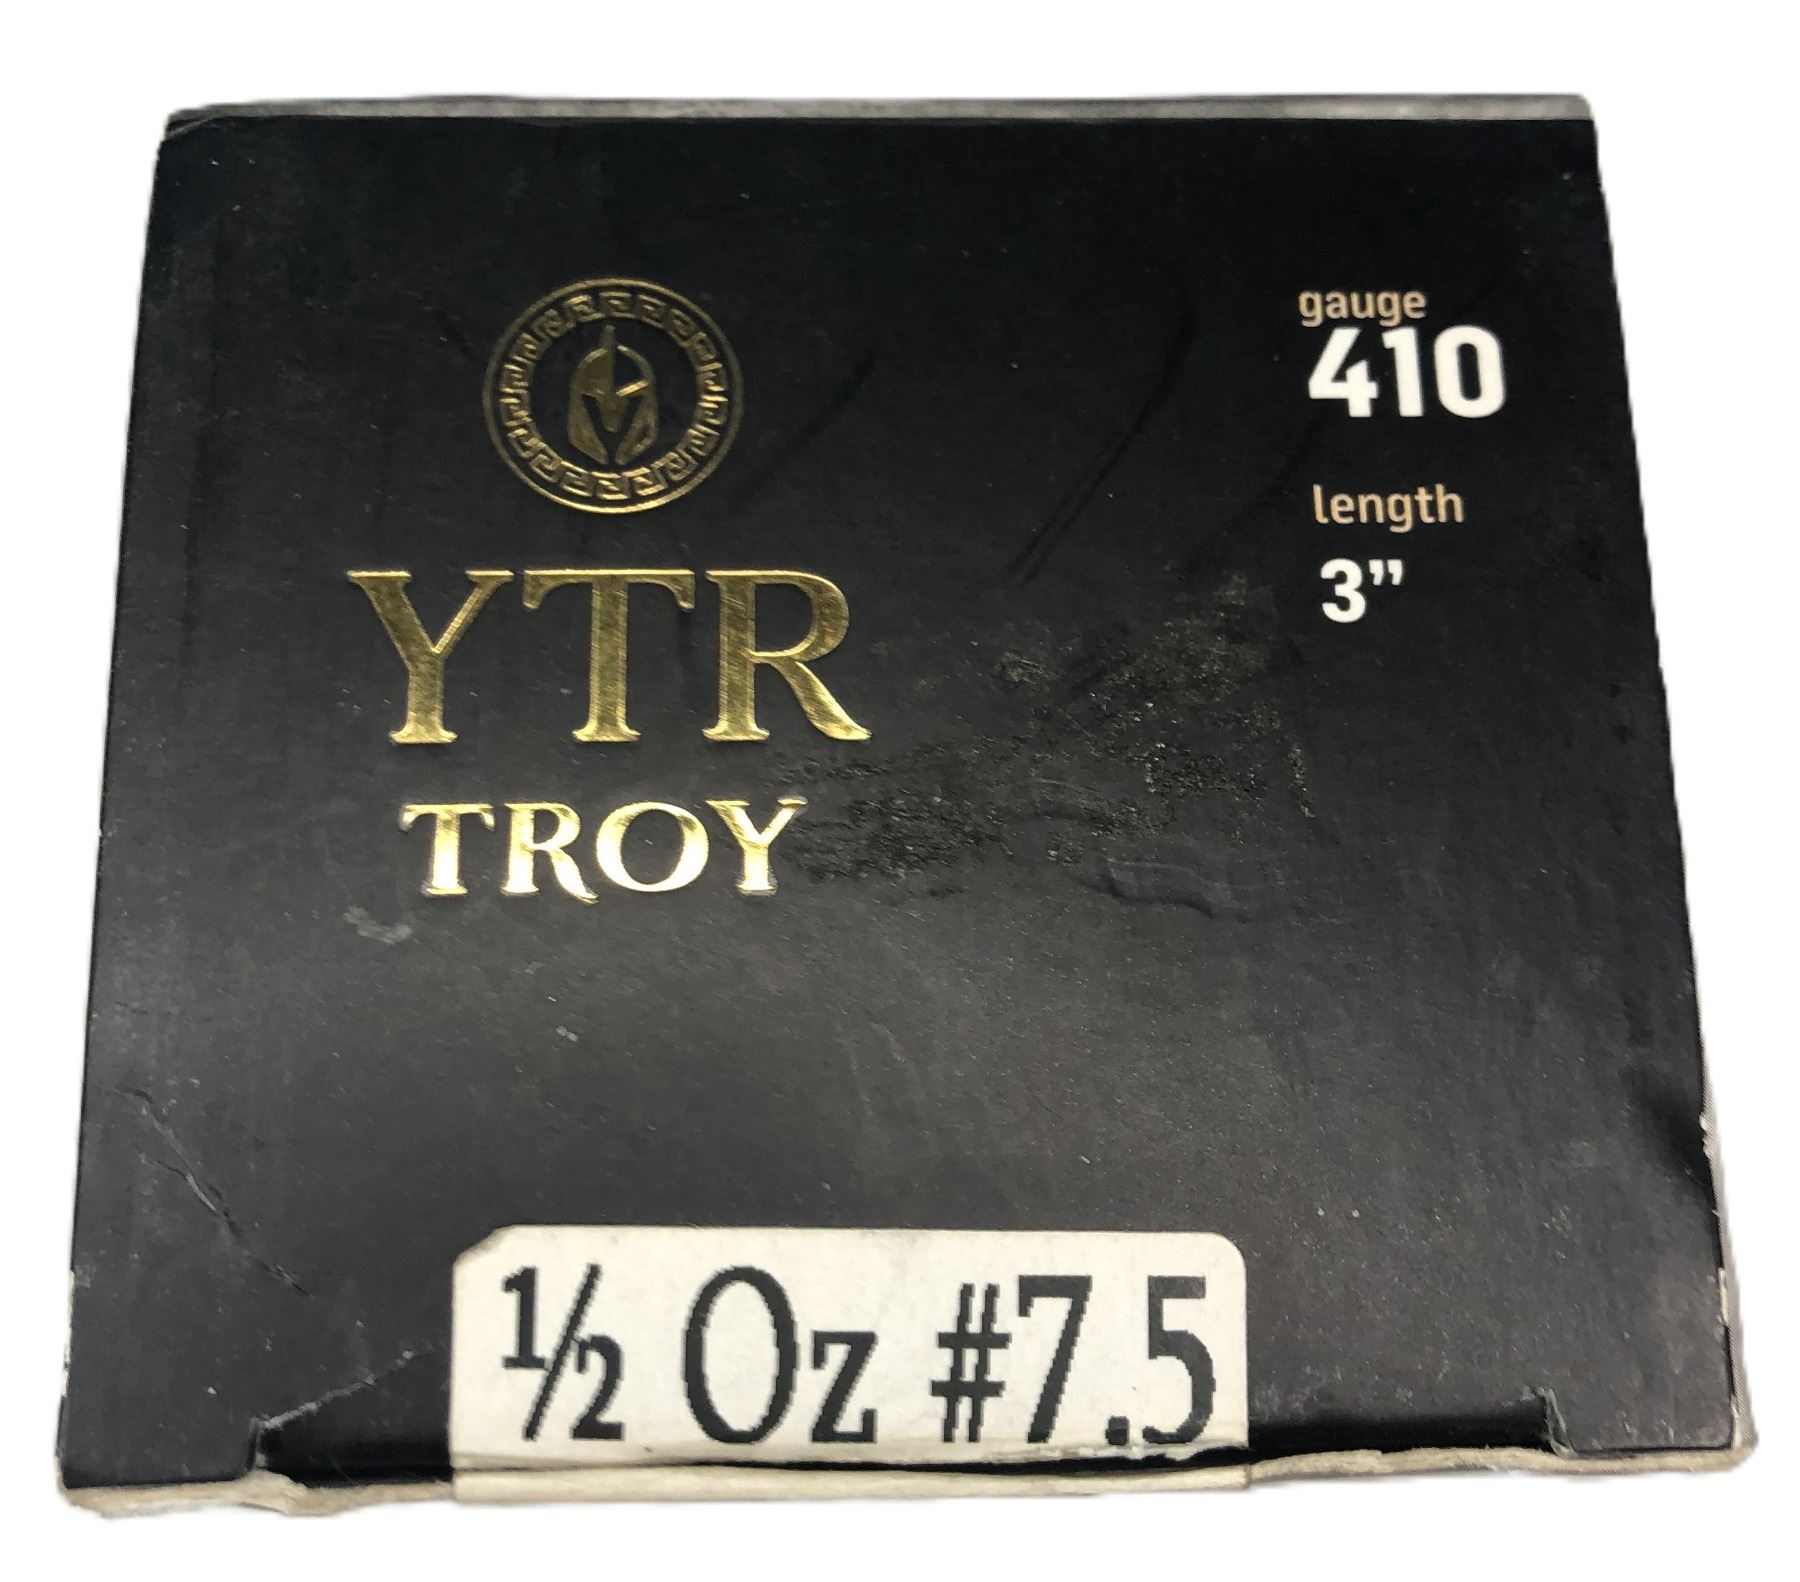 gauge
410
length
3”
YTR
TROY
½ Oz #7.5